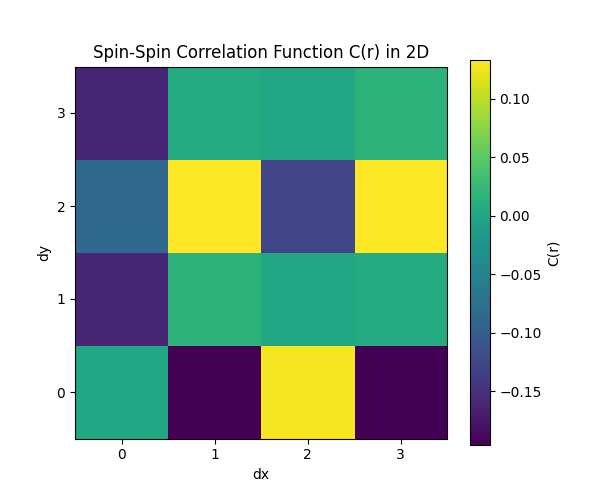 Spin-Spin Correlation Function C(r) in 2D
3
2
1
0
dy
0 1 2 3
dx
0.10
0.05
0.00
−0.05
−0.10
−0.15
C(r)